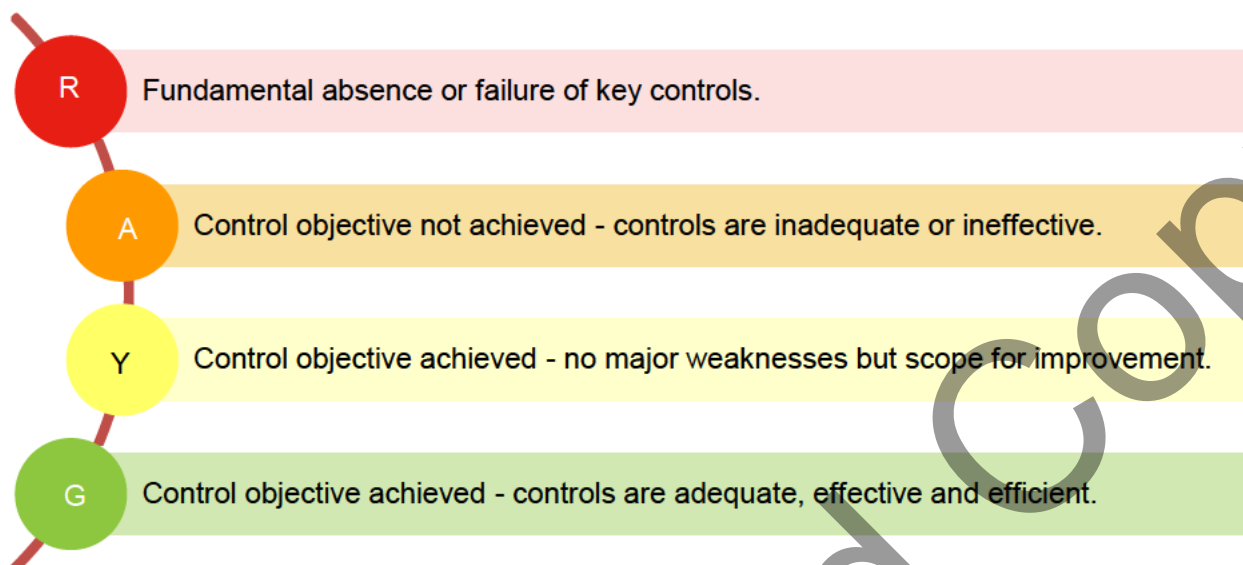 R
Fundamental absence or failure of key controls.
A
Control objective not achieved - controls are inadequate or ineffective.
Y
Control objective achieved - no major weaknesses but scope for improvement.
G
Control objective achieved - controls are adequate, effective and efficient.